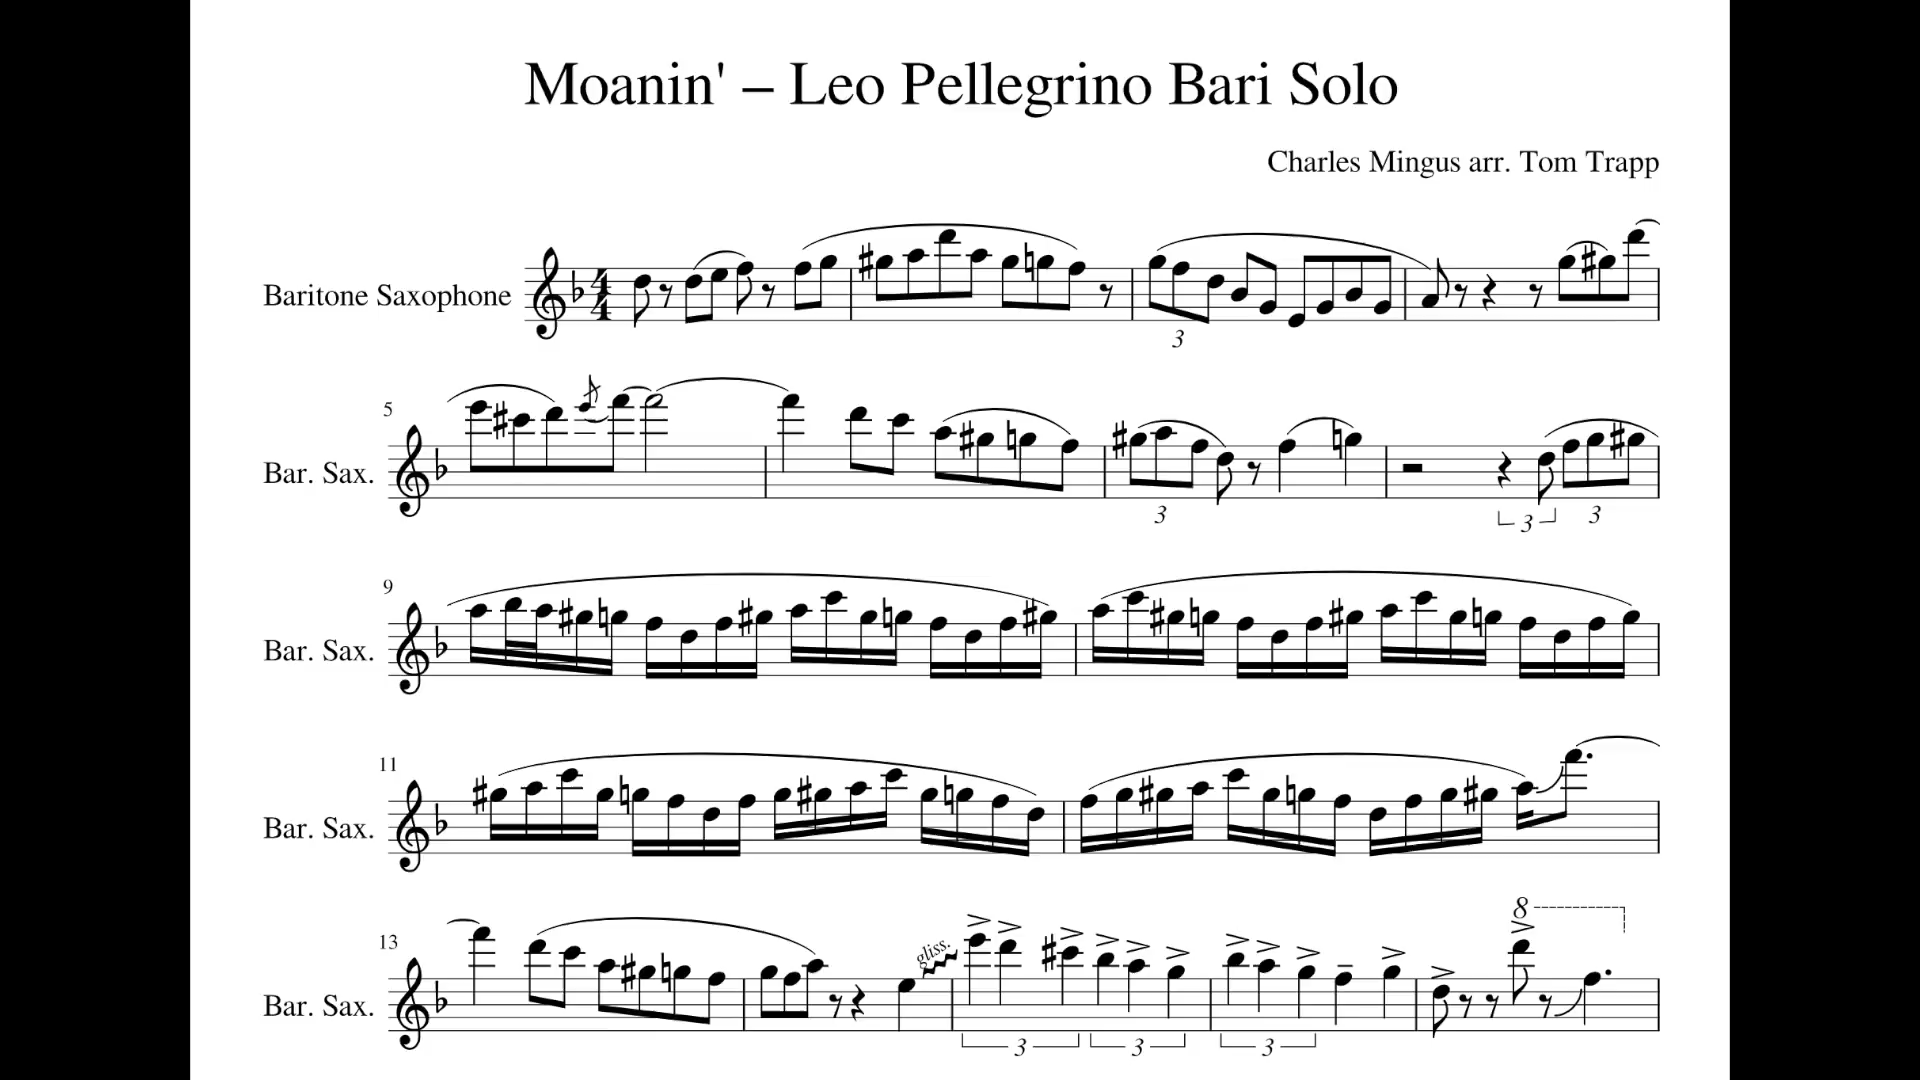 Moanin' – Leo Pellegrino Bari Solo
Charles Mingus arr. Tom Trapp
Baritone Saxophone
3
5
Bar. Sax.
3
3
3
9
Bar. Sax.
11
Bar. Sax.
8
13
gliss.
Bar. Sax.
3
3
3